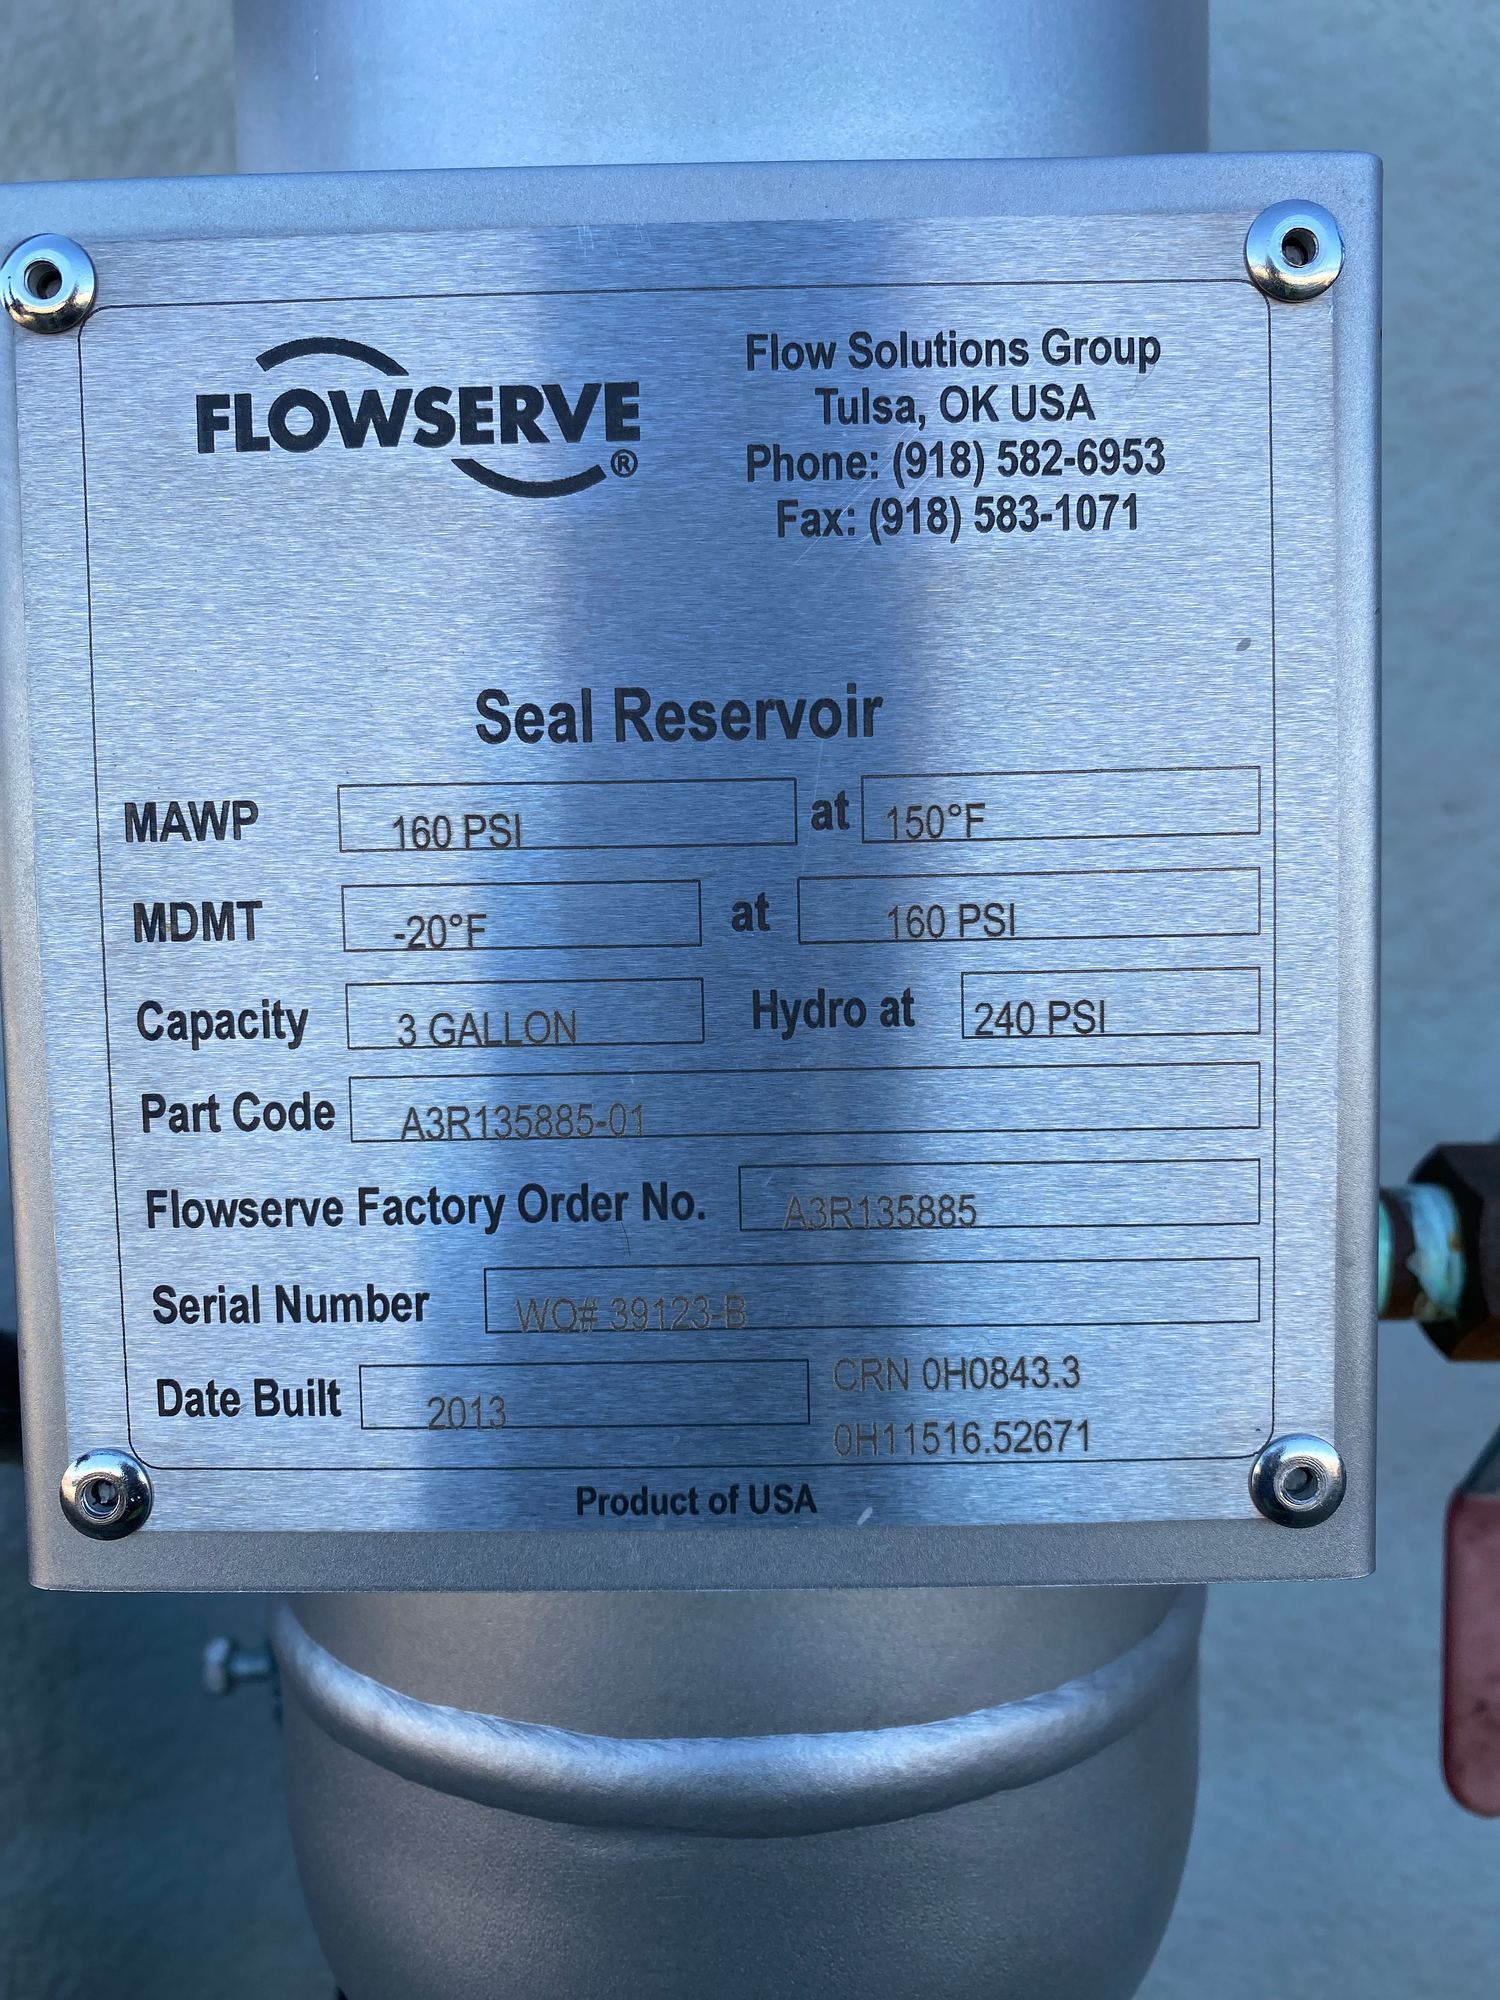 FLOWSERVE®
Flow Solutions Group
Tulsa, OK USA
Phone: (918) 582-6953
Fax: (918) 583-1071
Seal Reservoir
MAWP 160 PSI at 150°F
MDMT -20°F at 160 PSI
Capacity 3 GALLON Hydro at 240 PSI
Part Code A3R135885-01
Flowserve Factory Order No. A3R135885
Serial Number WO# 39123-B
Date Built 2013 CRN 0H0843.3
0H11516.52671
Product of USA